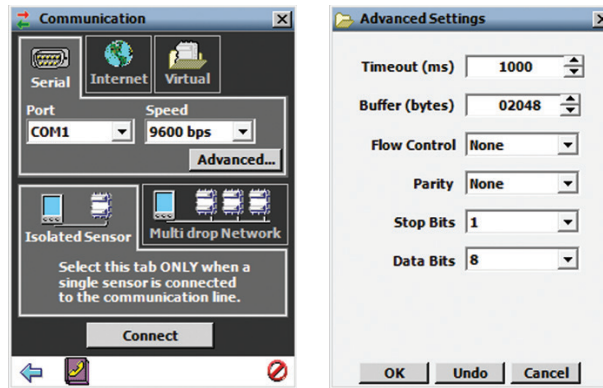 Communication
Serial
Internet
Virtual
Port
Speed
COM1
9600 bps
Advanced...
Isolated Sensor
Multi drop Network
Select this tab ONLY when a
single sensor is connected
to the communication line.
Connect
Advanced Settings
Timeout (ms) 1000
Buffer (bytes) 02048
Flow Control None
Parity None
Stop Bits 1
Data Bits 8
OK Undo Cancel